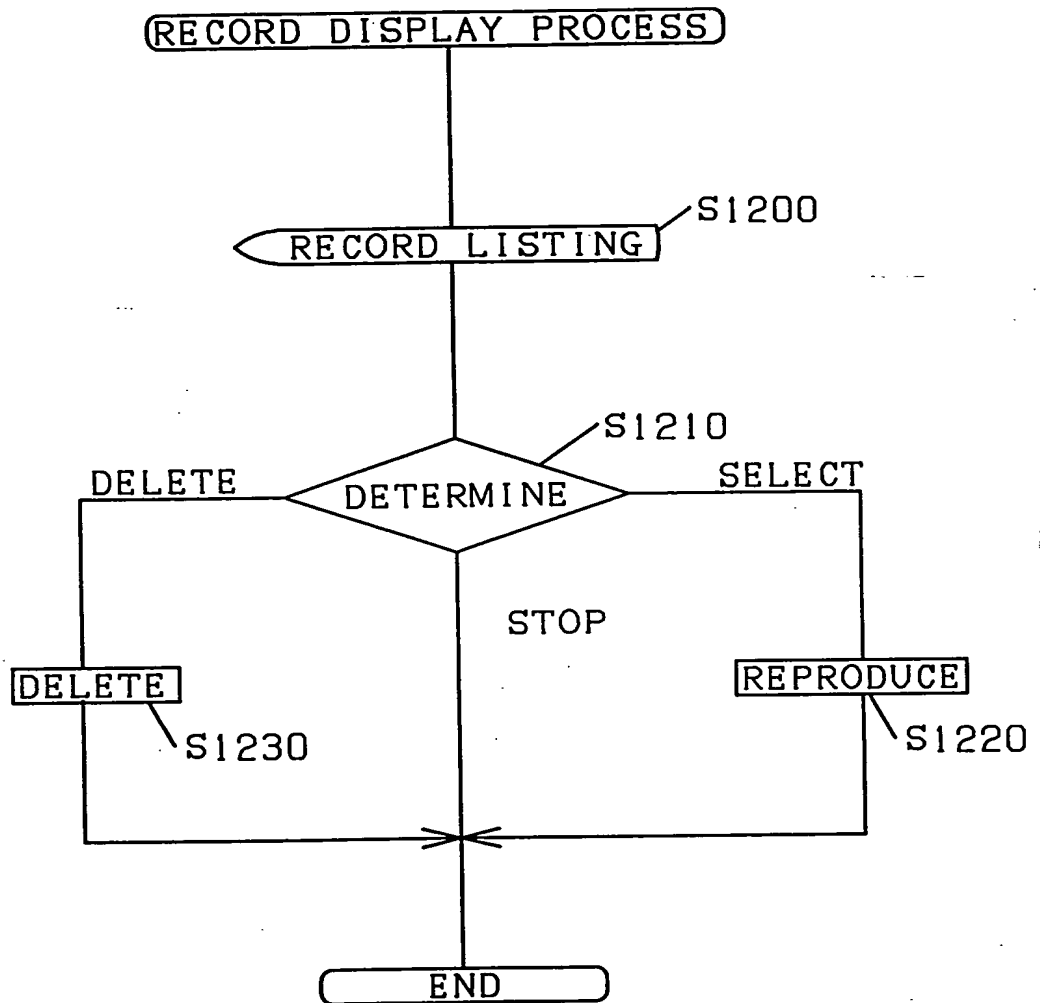 RECORD DISPLAY PROCESS
S1200
RECORD LISTING
S1210
DELETE
DETERMINE
SELECT
STOP
DELETE
REPRODUCE
S1230
S1220
END